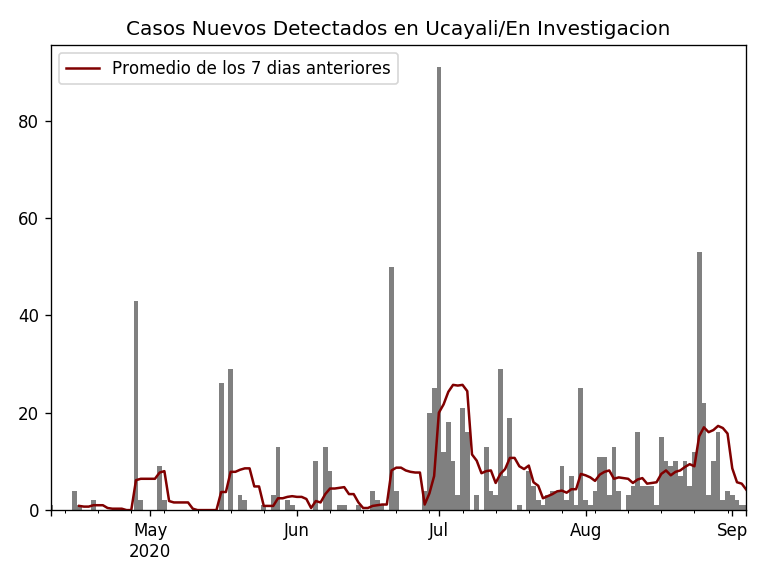 Casos Nuevos Detectados en Ucayali/En Investigacion
Promedio de los 7 dias anteriores
80
60
40
20
0
May
2020
Jun
Jul
Aug
Sep